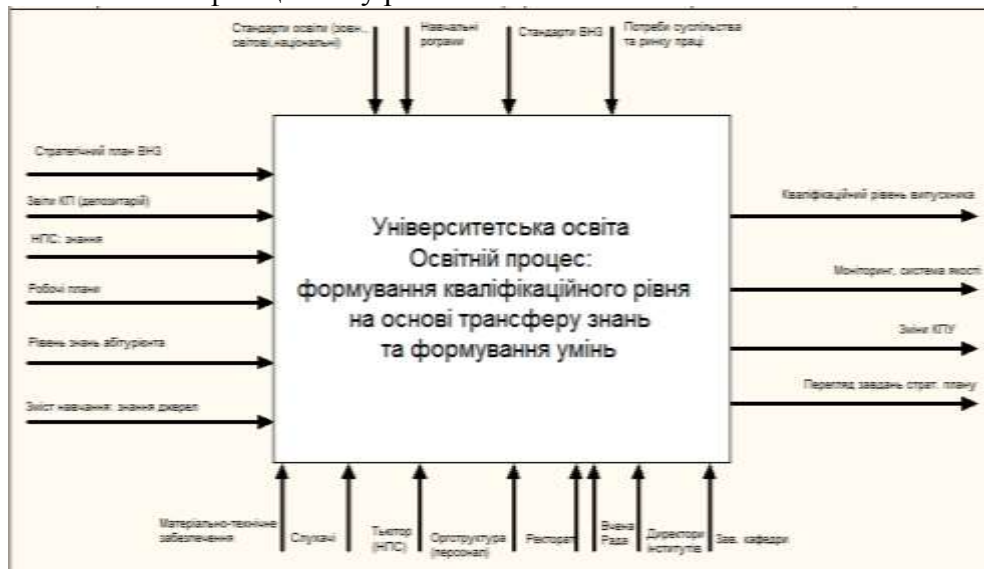 Стандарти освіти (зовн.,
світові,національні)
Навчальні
рограми
Стандарти ВНЗ
Потреби суспільства
та ринку праці
Стратегічний план ВНЗ
Звіти КП (депозитарій)
НПС: знання
Робочі плани
Рівень знань абітурієнта
Зміст навчання: знання джерел
Університетська освіта
Освітній процес:
формування кваліфікаційного рівня
на основі трансферу знань
та формування умінь
Кваліфікаційний рівень випускника
Моніторинг, система якості
Зміни КПУ
Перегляд завдань страт. плану
Матеріально-технічне
забезпечення
Слухачі
Тьютор
(НПС)
Оргструктура
(персонал)
Ректорат
Вчена
Рада
Директори
інститутів
Зав. кафедри